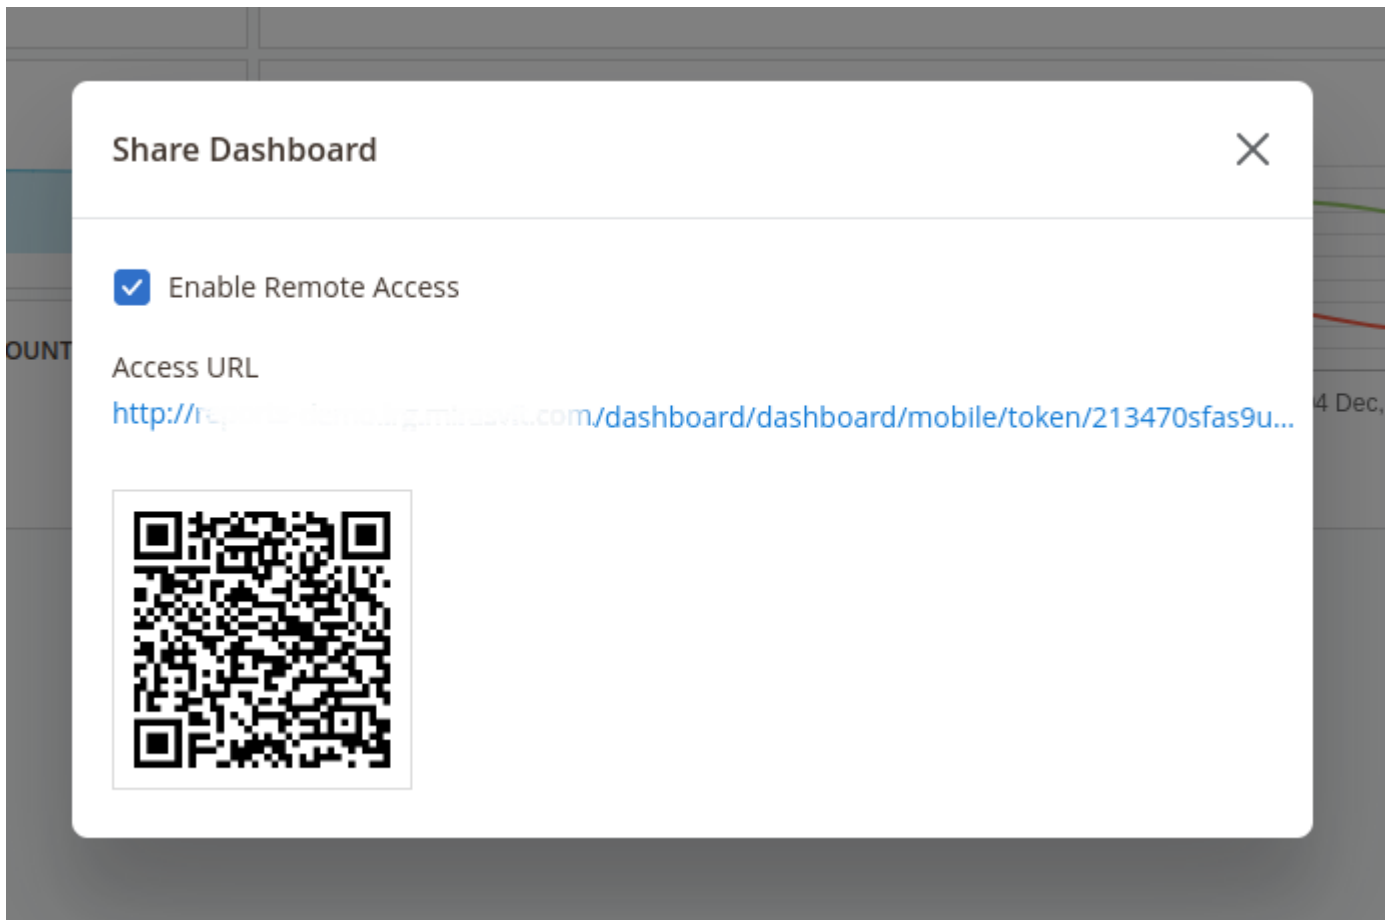 Share Dashboard
Enable Remote Access
Access URL
http:// /dashboard/dashboard/mobile/token/213470sfas9u...
OUNT
4 Dec,